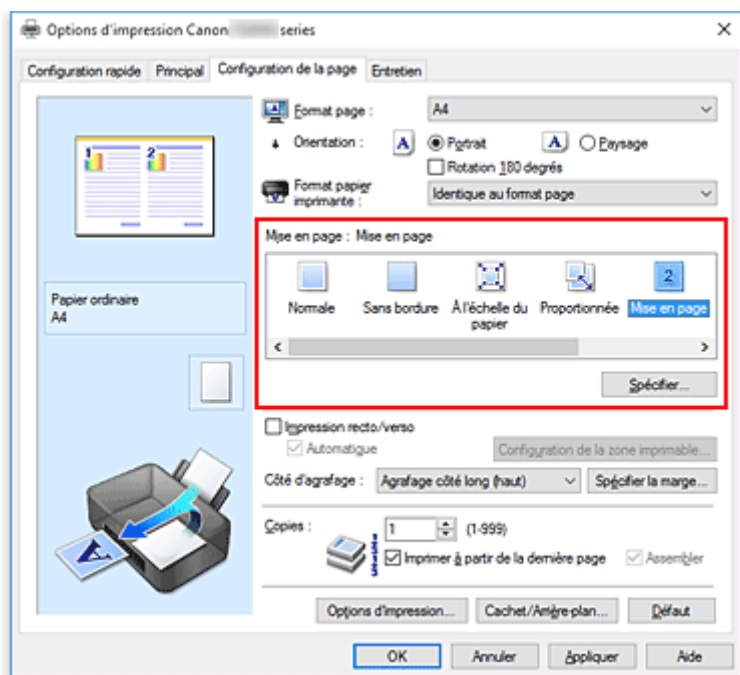 Options d'impression Canon series
Configuration rapide Principal Configuration de la page Entretien
Format page : A4
Orientation : A Portrait A Paysage
Rotation 180 degrés
Format papier
imprimante : Identique au format page
1 2
Mise en page : Mise en page
2
Normale Sans bordure À l'échelle du
papier Proportionnée Mise en page
Papier ordinaire
A4
Spécifier...
Impression recto/verso
Automatique Configuration de la zone imprimable...
Côté d'agrafage : Agrafage côté long (haut) Spécifier la marge...
Copies : 1 (1-999)
Imprimer à partir de la dernière page Assembler
A
Options d'impression... Cachet/Arrière-plan... Défaut
OK Annuler Appliquer Aide